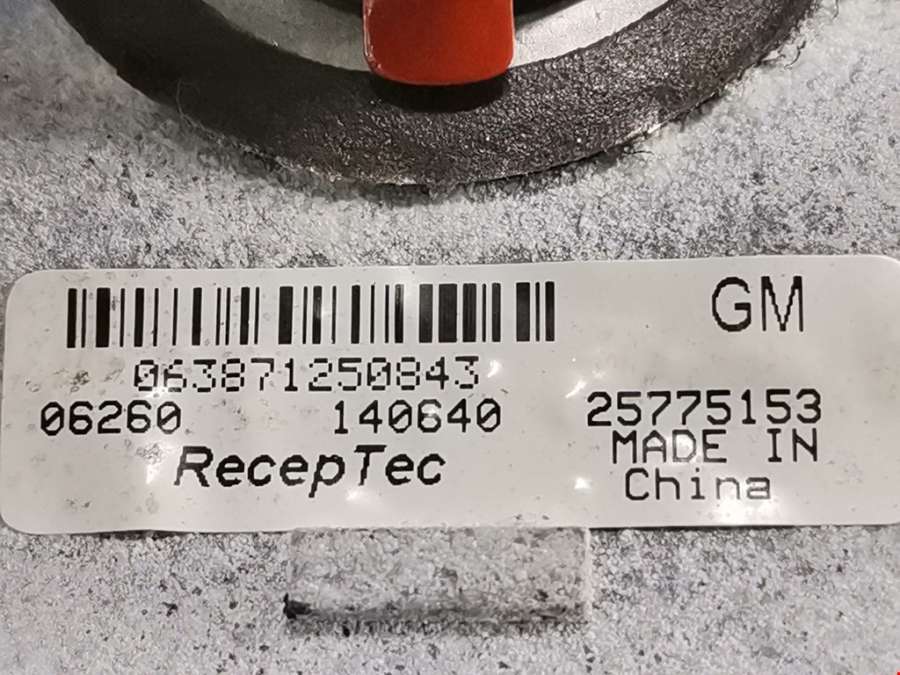 GM
063871250843
06260 140640 25775153
RecepTec MADE IN
China